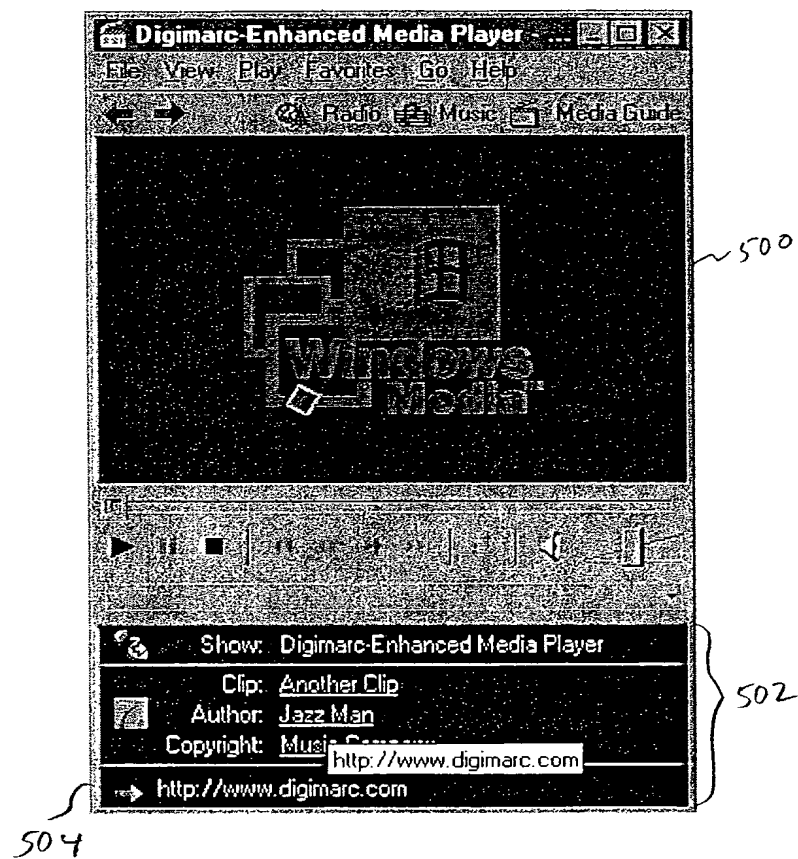 Digimarc-Enhanced Media Player - ...
File View Play Favorites Go Help
Radio Music Media Guide
500
Windows
Media™
Show: Digimarc-Enhanced Media Player
Clip: Another Clip
Author: Jazz Man
Copyright: Music
http://www.digimarc.com
502
http://www.digimarc.com
504